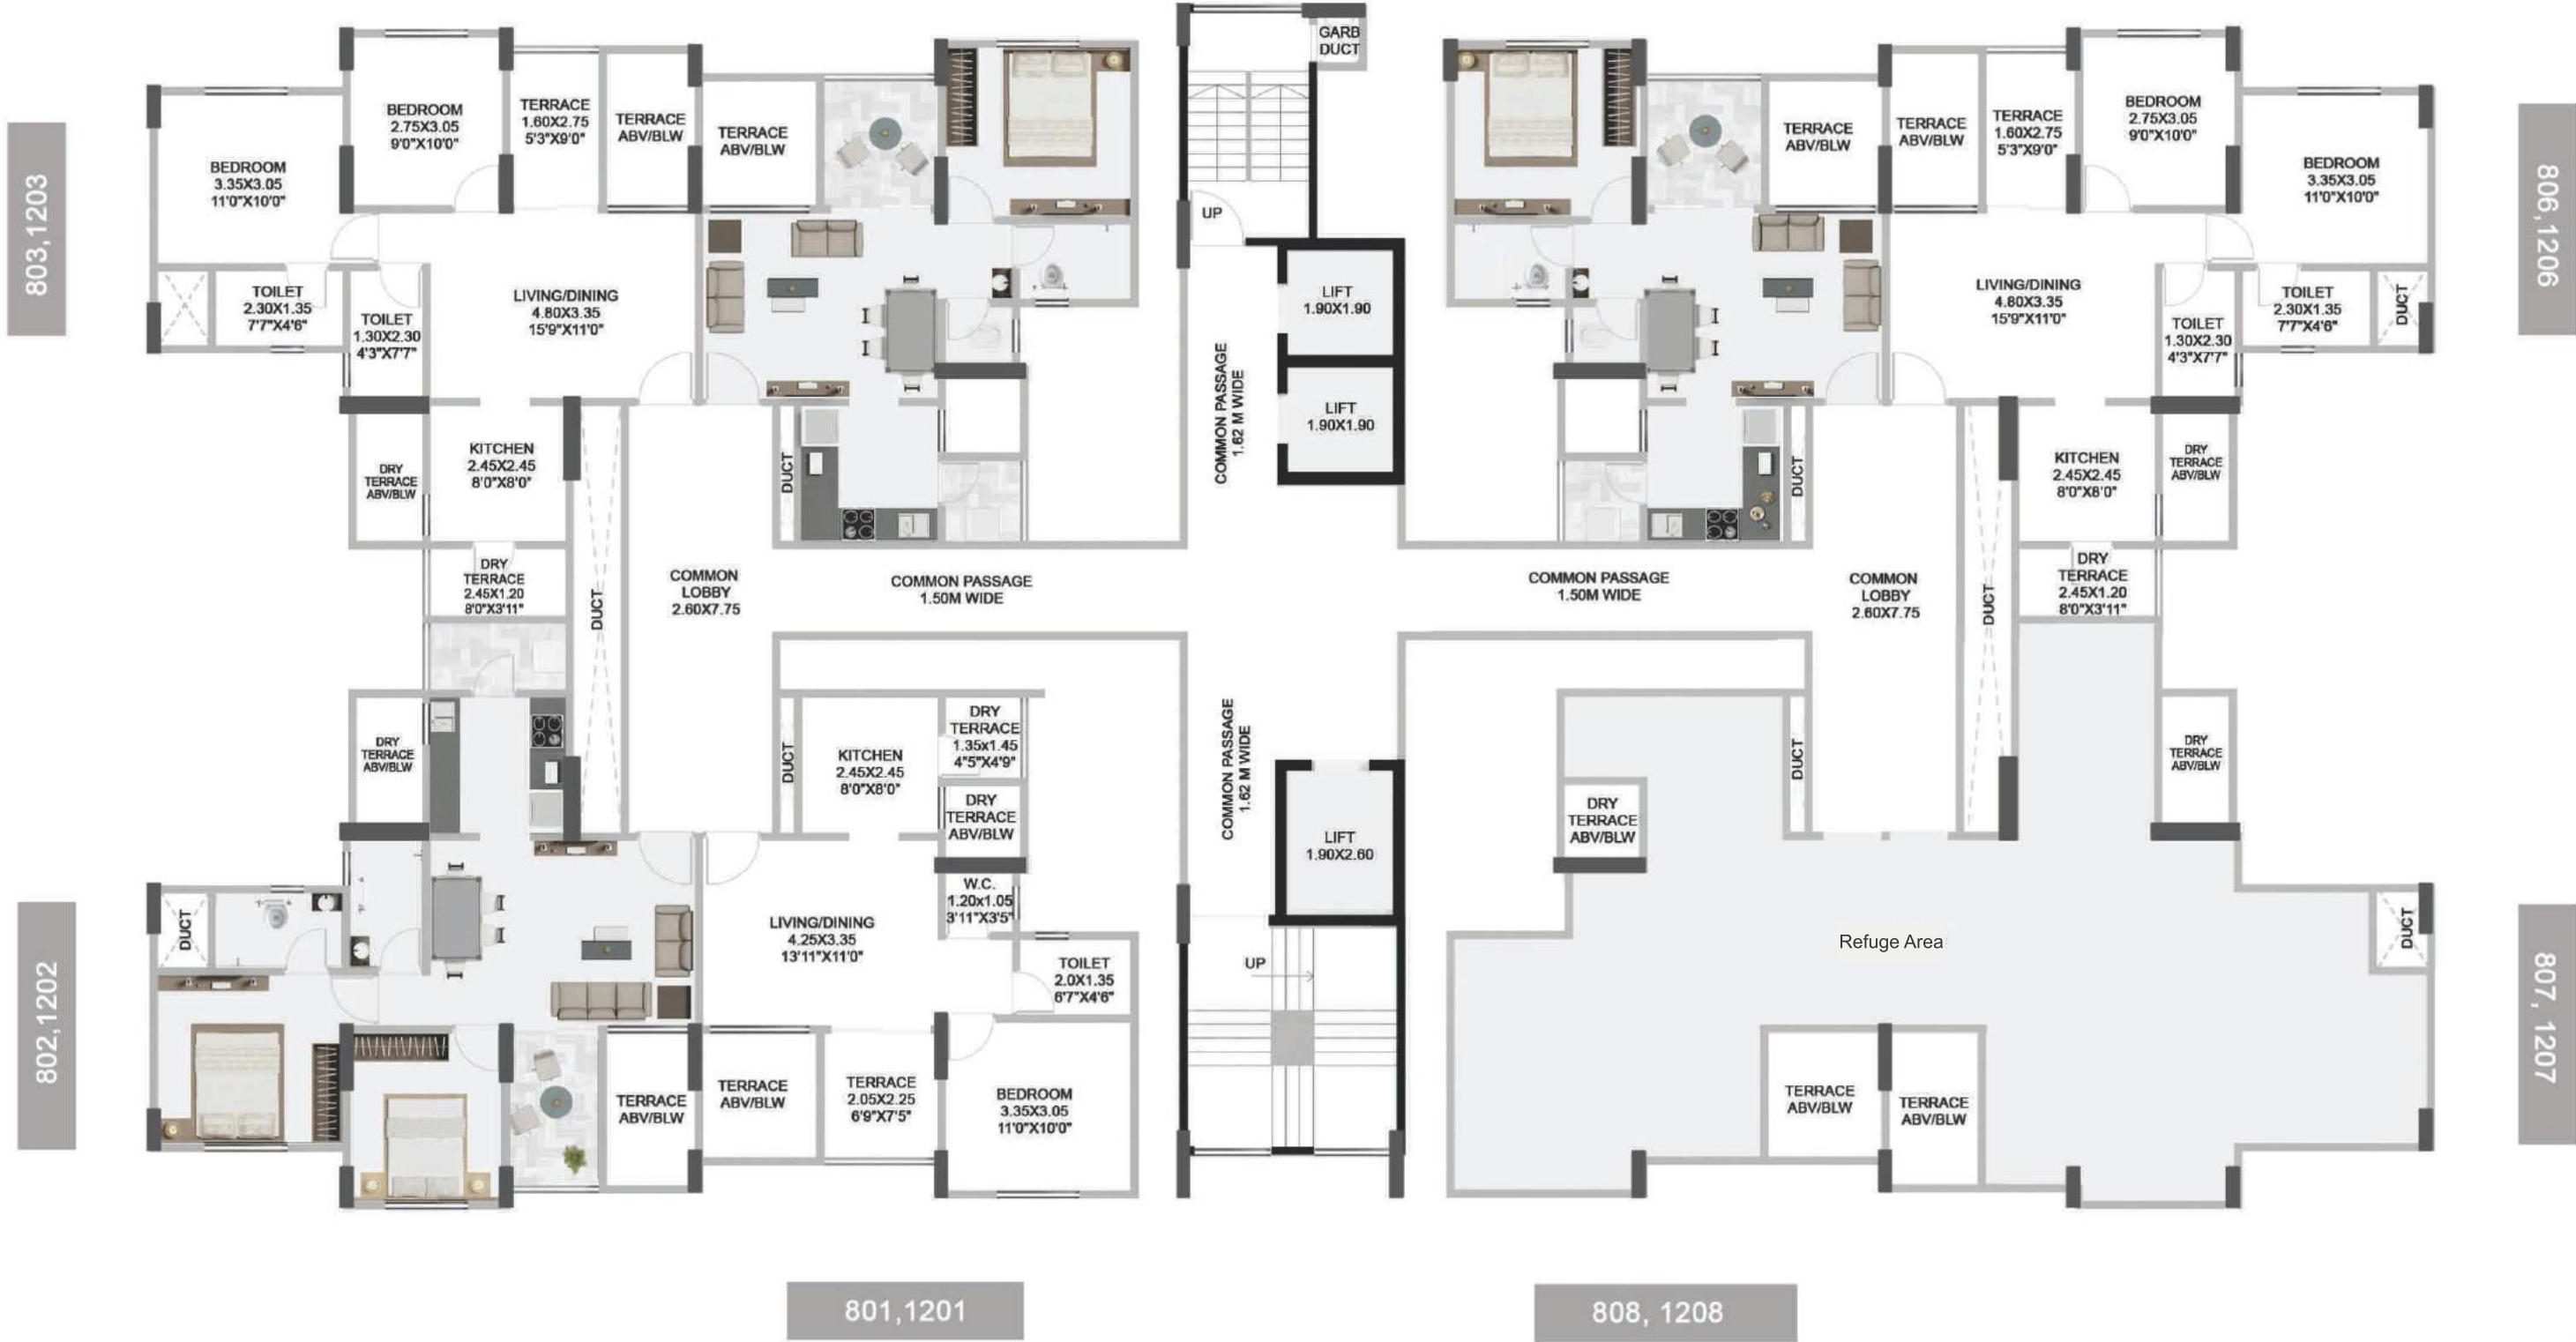 GARB
DUCT
BEDROOM
2.75X3.05
9'0"X10'0"
TERRACE
1.60X2.75
5'3"X9'0"
TERRACE
ABV/BLW
TERRACE
ABV/BLW
BEDROOM
3.35X3.05
11'0"X10'0"
803,1203
TOILET
2.30X1.35
7'7"X4'6"
TOILET
1.30X2.30
4'3"X7'7"
LIVING/DINING
4.80X3.35
15'9"X11'0"
KITCHEN
2.45X2.45
8'0"X8'0"
DRY
TERRACE
ABV/BLW
DRY
TERRACE
2.45X1.20
8'0"X3'11"
DUCT
DUCT
COMMON
LOBBY
2.60X7.75
COMMON PASSAGE
1.50M WIDE
UP
LIFT
1.90X1.90
LIFT
1.90X1.90
COMMON PASSAGE
1.62 M WIDE
TERRACE
ABV/BLW
TERRACE
ABV/BLW
TERRACE
1.60X2.75
5'3"X9'0"
BEDROOM
2.75X3.05
9'0"X10'0"
BEDROOM
3.35X3.05
11'0"X10'0"
806,1206
LIVING/DINING
4.80X3.35
15'9"X11'0"
TOILET
1.30X2.30
4'3"X7'7"
TOILET
2.30X1.35
7'7"X4'6"
DUCT
DUCT
KITCHEN
2.45X2.45
8'0"X8'0"
DRY
TERRACE
ABV/BLW
COMMON PASSAGE
1.50M WIDE
COMMON
LOBBY
2.60X7.75
DUCT
DRY
TERRACE
2.45X1.20
8'0"X3'11"
DRY
TERRACE
ABV/BLW
DUCT
KITCHEN
2.45X2.45
8'0"X8'0"
DRY
TERRACE
1.35x1.45
4"5"X4'9"
DRY
TERRACE
ABV/BLW
W.C.
1.20x1.05
3'11"X3'5"
LIVING/DINING
4.25X3.35
13'11"X11'0"
TOILET
2.0X1.35
6'7"X4'6"
DUCT
802,1202
TERRACE
ABV/BLW
TERRACE
ABV/BLW
TERRACE
2.05X2.25
6'9"X7'5"
BEDROOM
3.35X3.05
11'0"X10'0"
COMMON PASSAGE
1.62 M WIDE
LIFT
1.90X2.60
UP
DUCT
DRY
TERRACE
ABV/BLW
DRY
TERRACE
ABV/BLW
Refuge Area
DUCT
TERRACE
ABV/BLW
TERRACE
ABV/BLW
807, 1207
801,1201
808, 1208